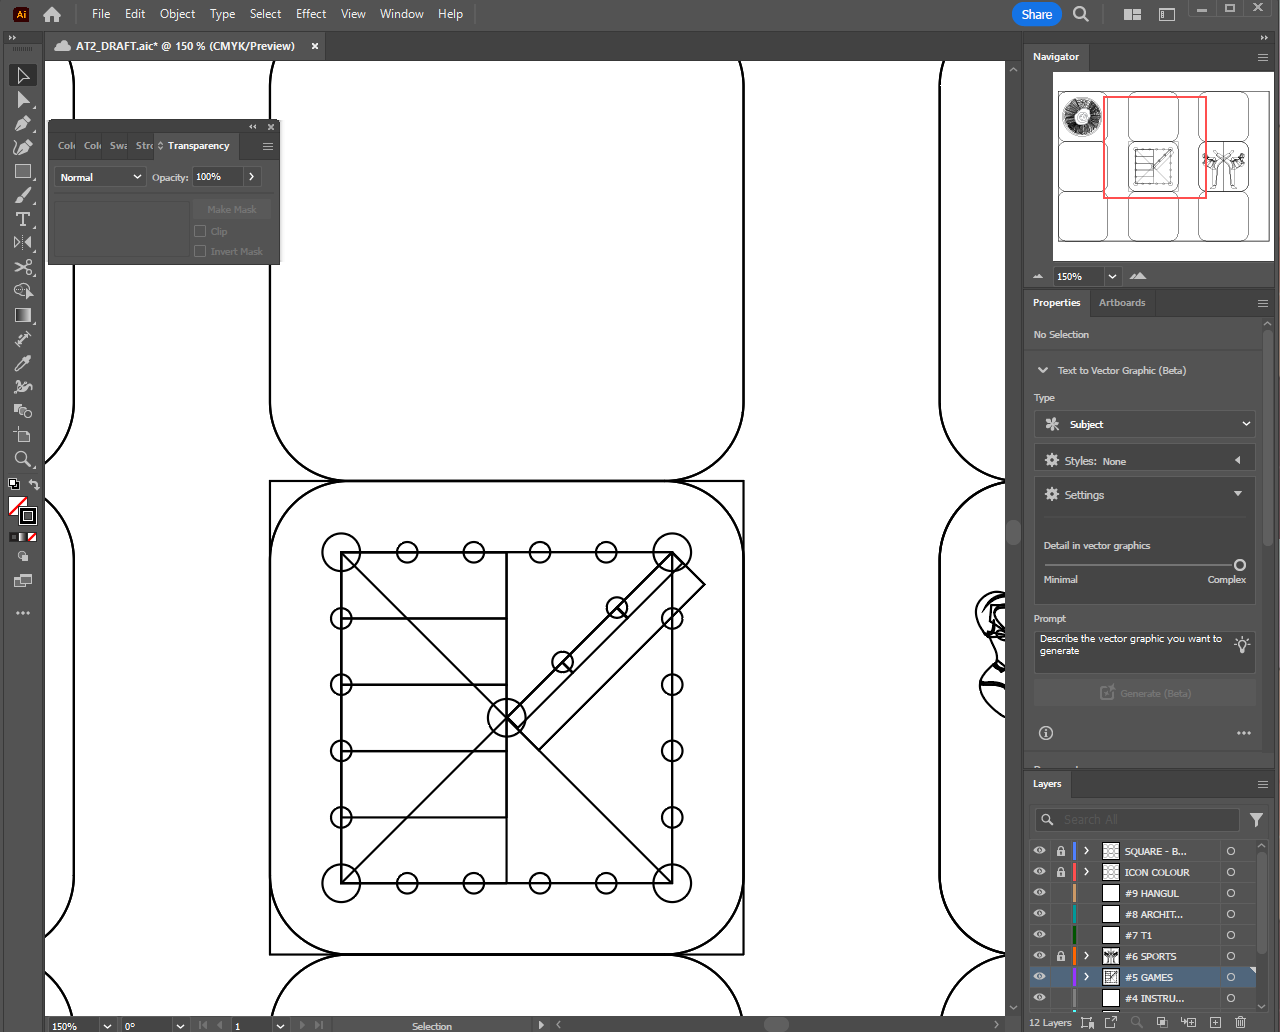 Ai File Edit Object Type Select Effect View Window Help Share
AT2_DRAFT.aic* @ 150 % (CMYK/Preview) ×
Navigator
Colo Colo Swa Stro Transparency
Normal Opacity: 100%
Make Mask
Clip
Invert Mask
150%
Properties Artboards
No Selection
Text to Vector Graphic (Beta)
Type
Subject
Styles: None
Settings
Detail in vector graphics
Minimal Complex
Prompt
Describe the vector graphic you want to
generate
Generate (Beta)
Layers
Search All
SQUARE - B...
ICON COLOUR
#9 HANGUL
#8 ARCHIT...
#7 T1
#6 SPORTS
#5 GAMES
#4 INSTRU...
12 Layers
150% 0° 1 Selection